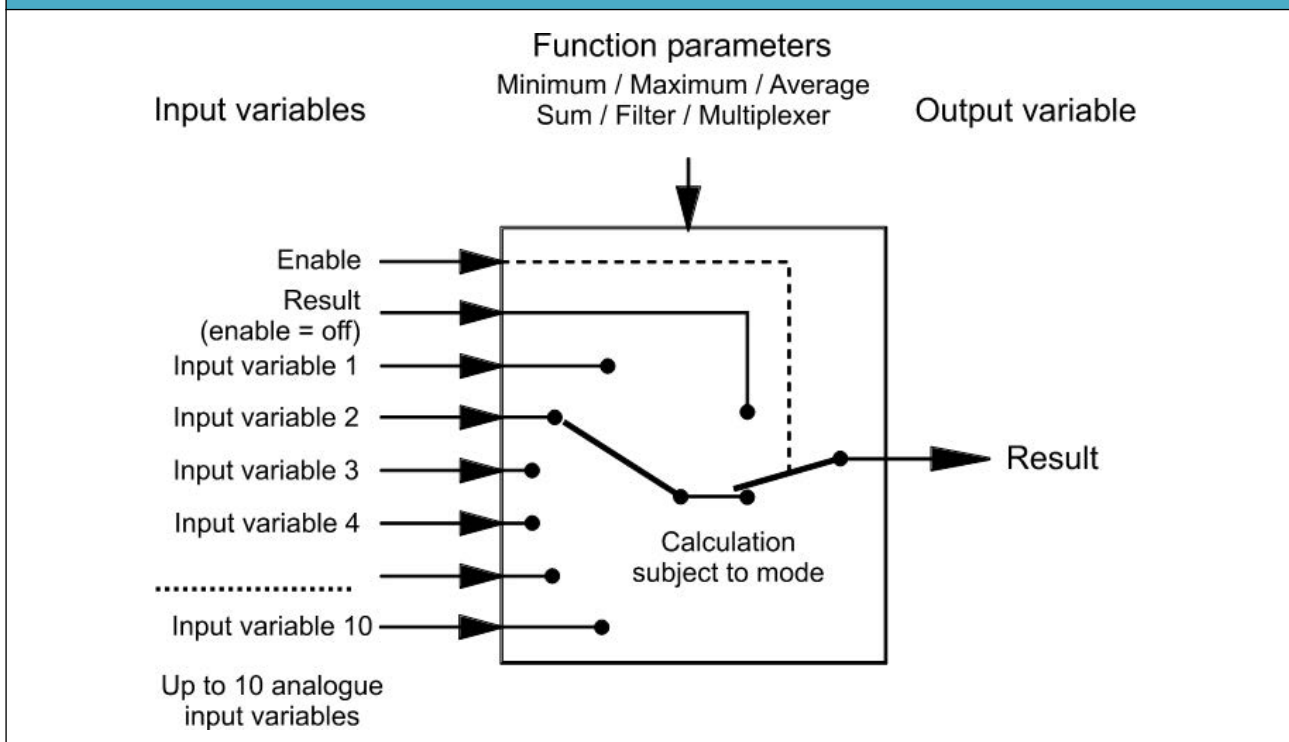 Function parameters
Minimum / Maximum / Average
Sum / Filter / Multiplexer
Input variables
Output variable
Enable
Result
(enable = off)
Input variable 1
Input variable 2
Input variable 3
Input variable 4
....................
Input variable 10
Up to 10 analogue
input variables
Calculation
subject to mode
Result